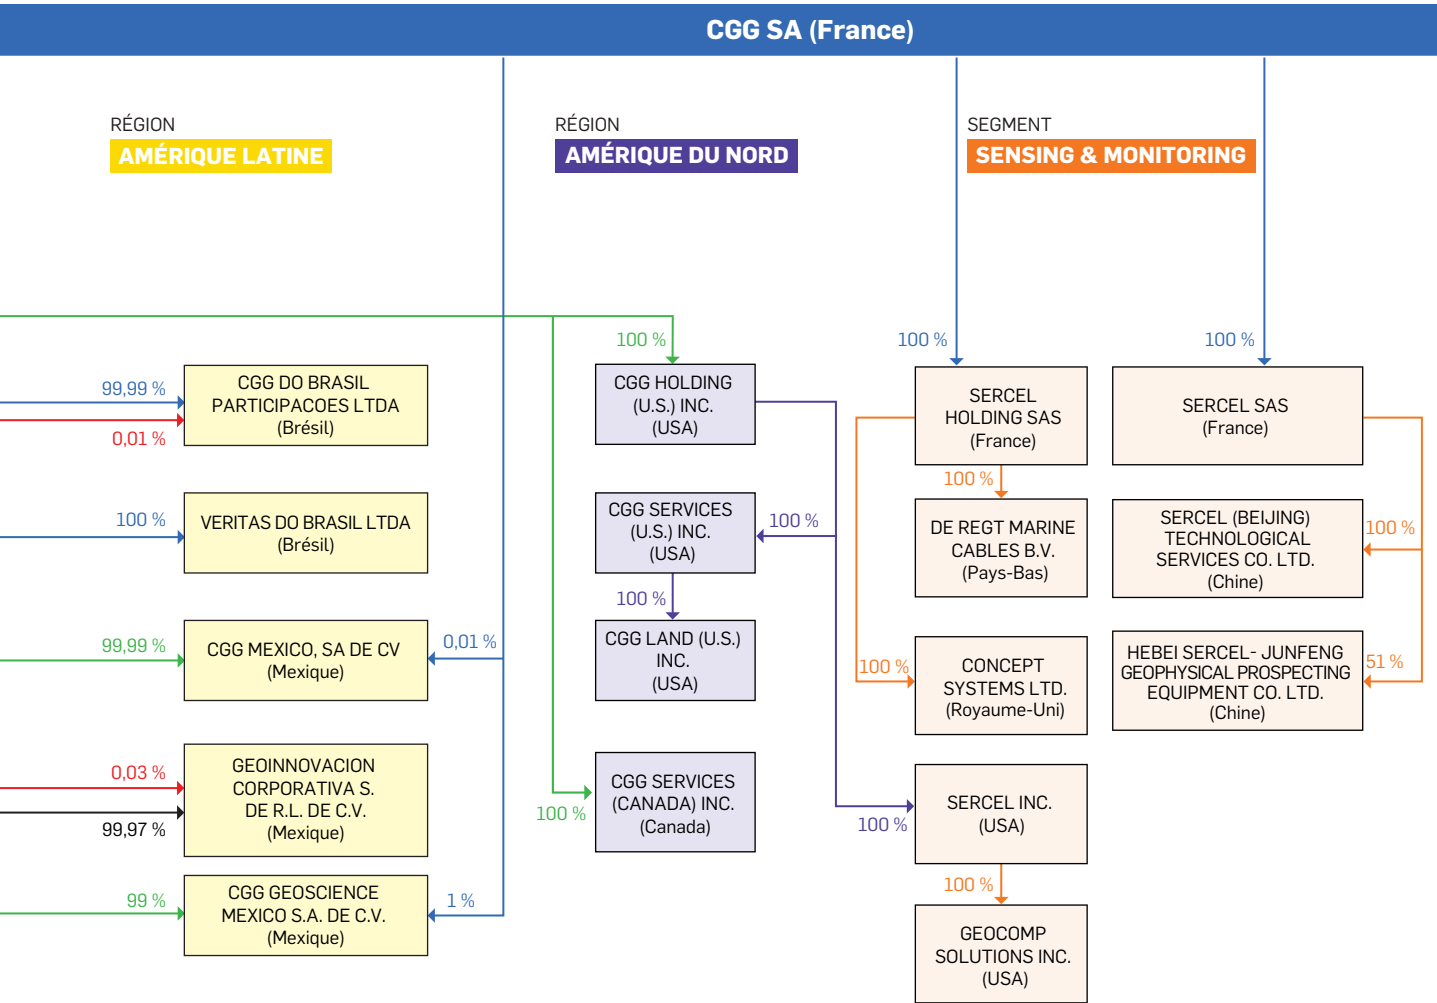 CGG SA (France)
RÉGION
AMÉRIQUE LATINE
RÉGION
AMÉRIQUE DU NORD
SEGMENT
SENSING & MONITORING
99,99 %
0,01 %
CGG DO BRASIL
PARTICIPACOES LTDA
(Brésil)
100 %
VERITAS DO BRASIL LTDA
(Brésil)
99,99 %
CGG MEXICO, SA DE CV
(Mexique)
0,01 %
0,03 %
99,97 %
GEOINNOVACION
CORPORATIVA S.
DE R.L. DE C.V.
(Mexique)
99 %
CGG GEOSCIENCE
MEXICO S.A. DE C.V.
(Mexique)
1 %
100 %
CGG HOLDING
(U.S.) INC.
(USA)
CGG SERVICES
(U.S.) INC.
(USA)
100 %
100 %
CGG LAND (U.S.)
INC.
(USA)
100 %
CGG SERVICES
(CANADA) INC.
(Canada)
100 %
SERCEL
HOLDING SAS
(France)
100 %
DE REGT MARINE
CABLES B.V.
(Pays-Bas)
100 %
CONCEPT
SYSTEMS LTD.
(Royaume-Uni)
100 %
SERCEL INC.
(USA)
100 %
GEOCOMP
SOLUTIONS INC.
(USA)
100 %
SERCEL SAS
(France)
SERCEL (BEIJING)
TECHNOLOGICAL
SERVICES CO. LTD.
(Chine)
100 %
HEBEI SERCEL- JUNFENG
GEOPHYSICAL PROSPECTING
EQUIPMENT CO. LTD.
(Chine)
51 %